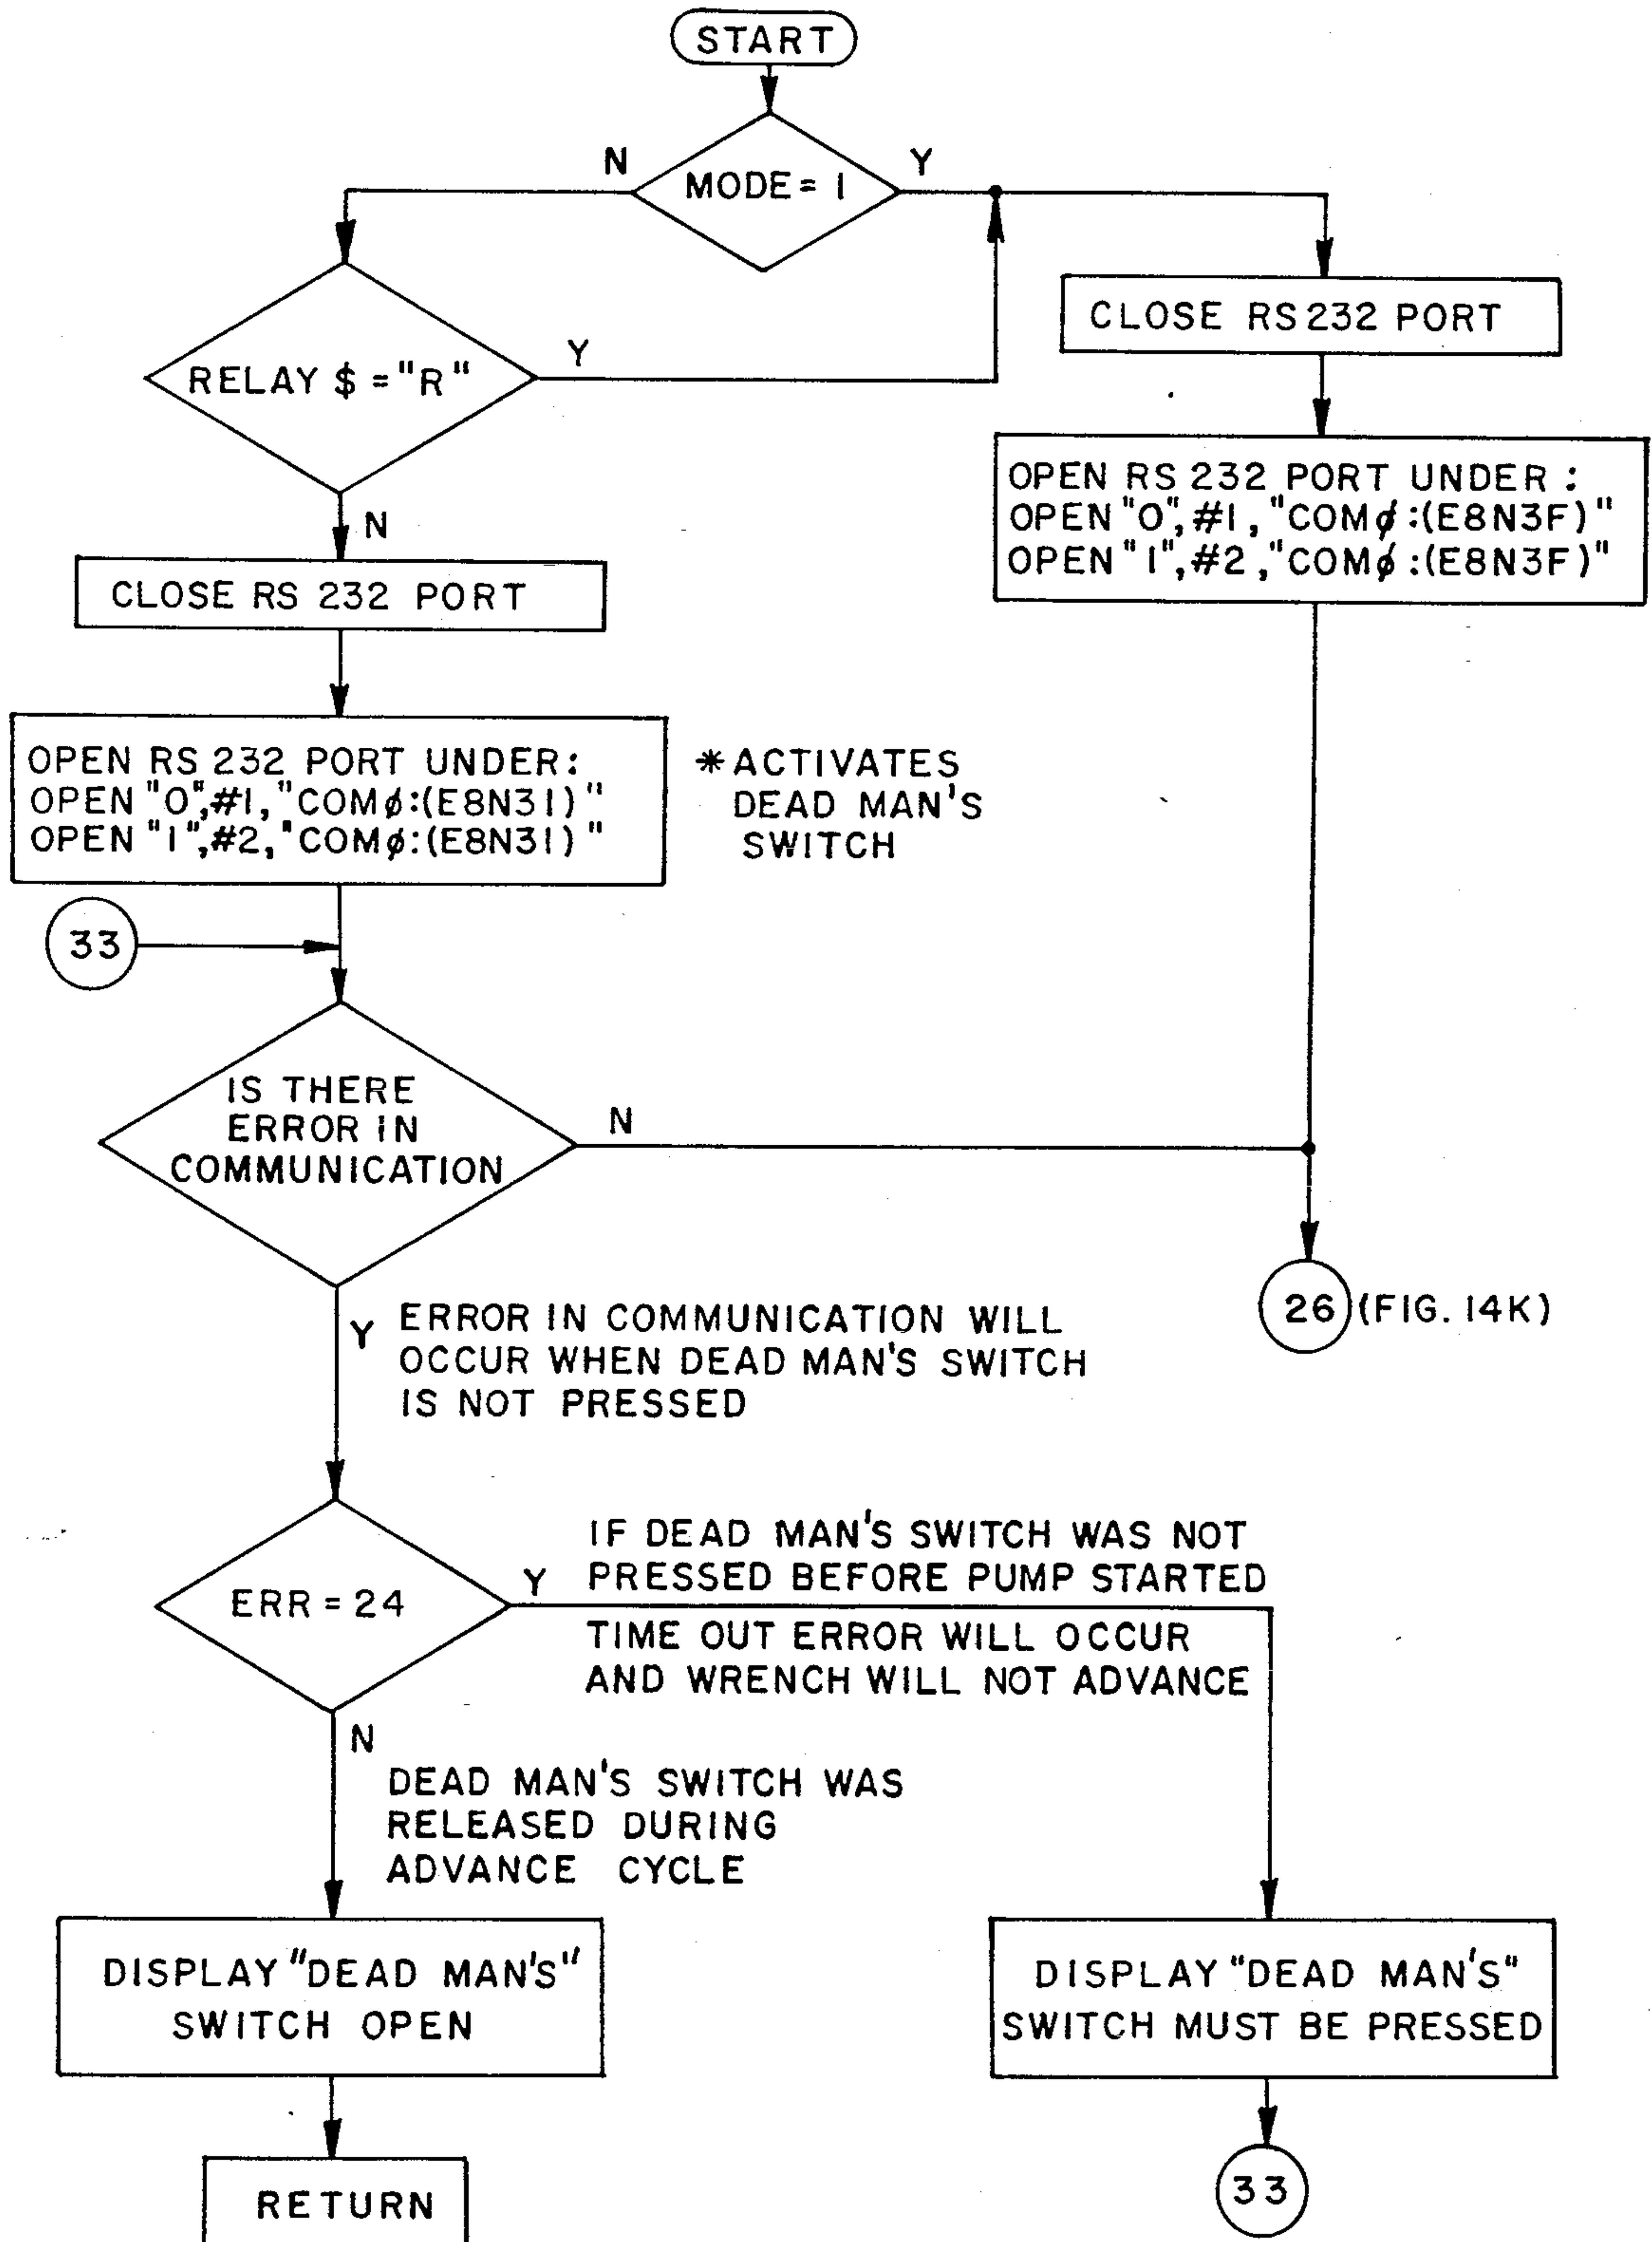 START
N
MODE = 1
Y
RELAY $ = "R"
Y
CLOSE RS232 PORT
N
OPEN RS 232 PORT UNDER :
OPEN "O", #1, "COMø:(E8N3F)"
OPEN "I", #2, "COMø:(E8N3F)"
CLOSE RS 232 PORT
OPEN RS 232 PORT UNDER:
OPEN "O", #1, "COMø:(E8N31)"
OPEN "I", #2, "COMø:(E8N31)"
* ACTIVATES
DEAD MAN'S
SWITCH
33
IS THERE
ERROR IN
COMMUNICATION
N
26 (FIG. 14K)
Y
ERROR IN COMMUNICATION WILL
OCCUR WHEN DEAD MAN'S SWITCH
IS NOT PRESSED
ERR = 24
Y
IF DEAD MAN'S SWITCH WAS NOT
PRESSED BEFORE PUMP STARTED
TIME OUT ERROR WILL OCCUR
AND WRENCH WILL NOT ADVANCE
N
DEAD MAN'S SWITCH WAS
RELEASED DURING
ADVANCE CYCLE
DISPLAY "DEAD MAN'S"
SWITCH OPEN
DISPLAY "DEAD MAN'S"
SWITCH MUST BE PRESSED
RETURN
33